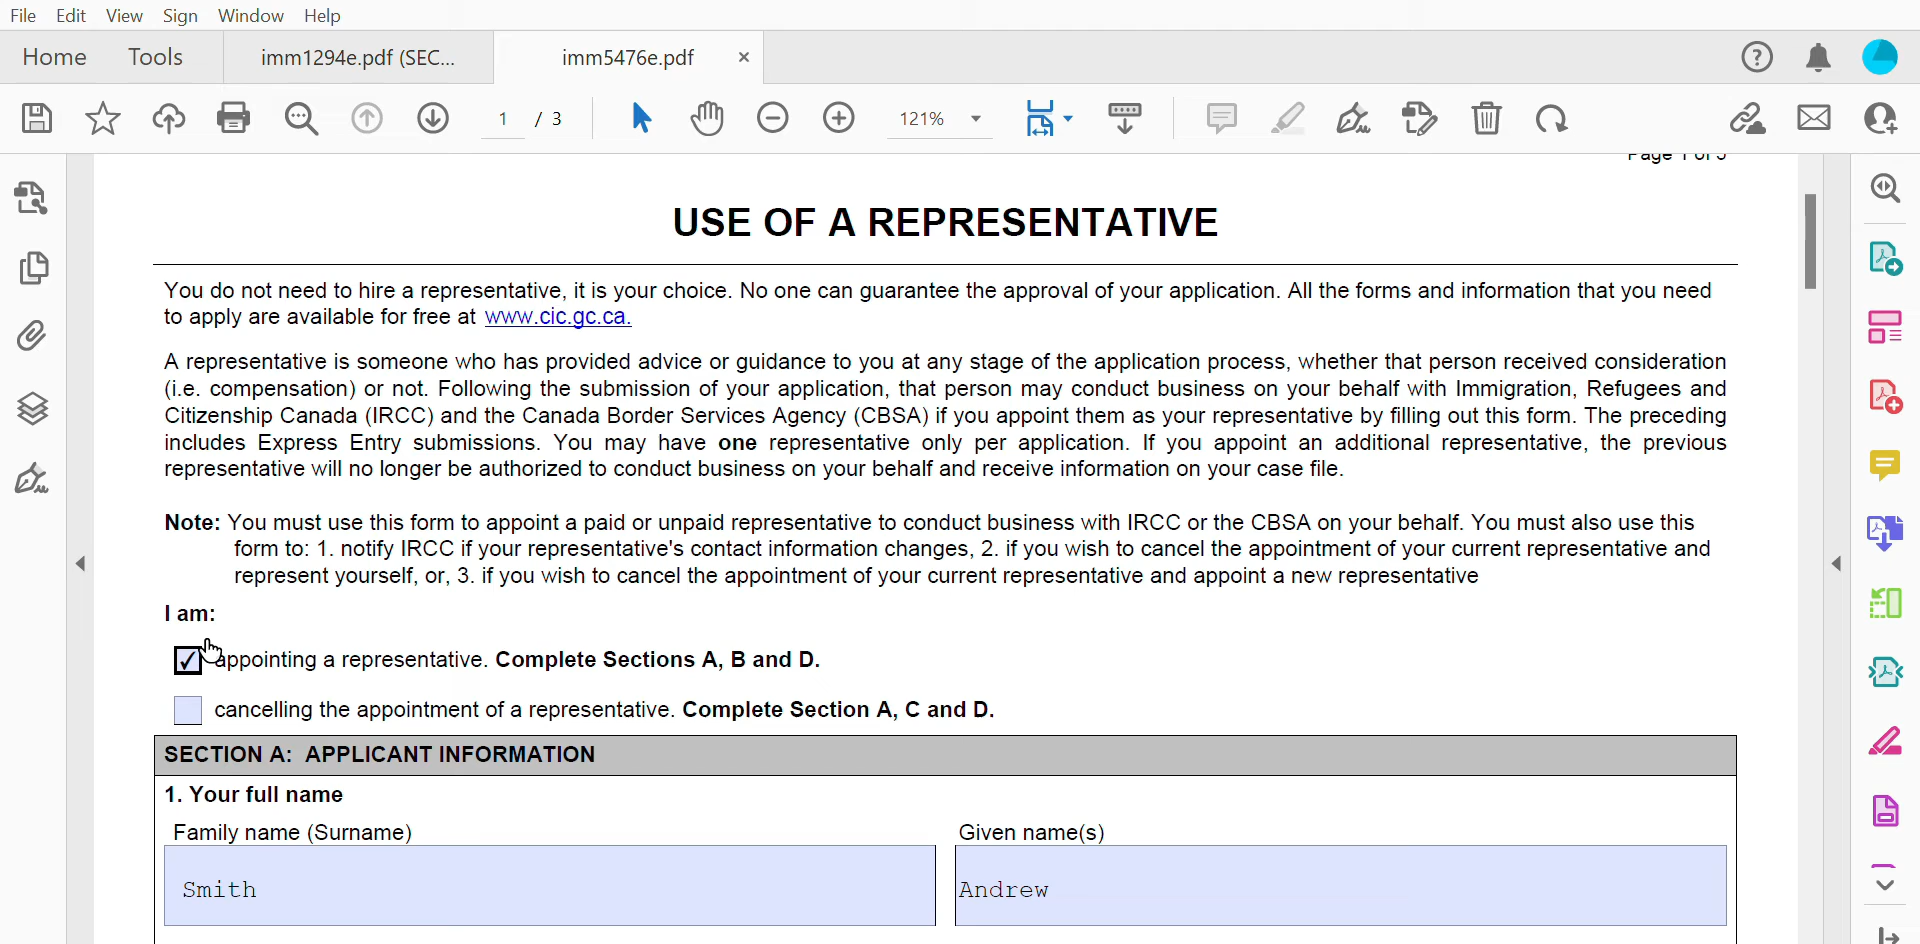 File Edit View Sign Window Help
Home Tools imm1294e.pdf (SEC... imm5476e.pdf
1 / 3 121%
USE OF A REPRESENTATIVE
You do not need to hire a representative, it is your choice. No one can guarantee the approval of your application. All the forms and information that you need
to apply are available for free at www.cic.gc.ca.
A representative is someone who has provided advice or guidance to you at any stage of the application process, whether that person received consideration
(i.e. compensation) or not. Following the submission of your application, that person may conduct business on your behalf with Immigration, Refugees and
Citizenship Canada (IRCC) and the Canada Border Services Agency (CBSA) if you appoint them as your representative by filling out this form. The preceding
includes Express Entry submissions. You may have one representative only per application. If you appoint an additional representative, the previous
representative will no longer be authorized to conduct business on your behalf and receive information on your case file.
Note: You must use this form to appoint a paid or unpaid representative to conduct business with IRCC or the CBSA on your behalf. You must also use this
form to: 1. notify IRCC if your representative's contact information changes, 2. if you wish to cancel the appointment of your current representative and
represent yourself, or, 3. if you wish to cancel the appointment of your current representative and appoint a new representative
I am:
appointing a representative. Complete Sections A, B and D.
cancelling the appointment of a representative. Complete Section A, C and D.
SECTION A: APPLICANT INFORMATION
1. Your full name
Family name (Surname) Given name(s)
Smith Andrew